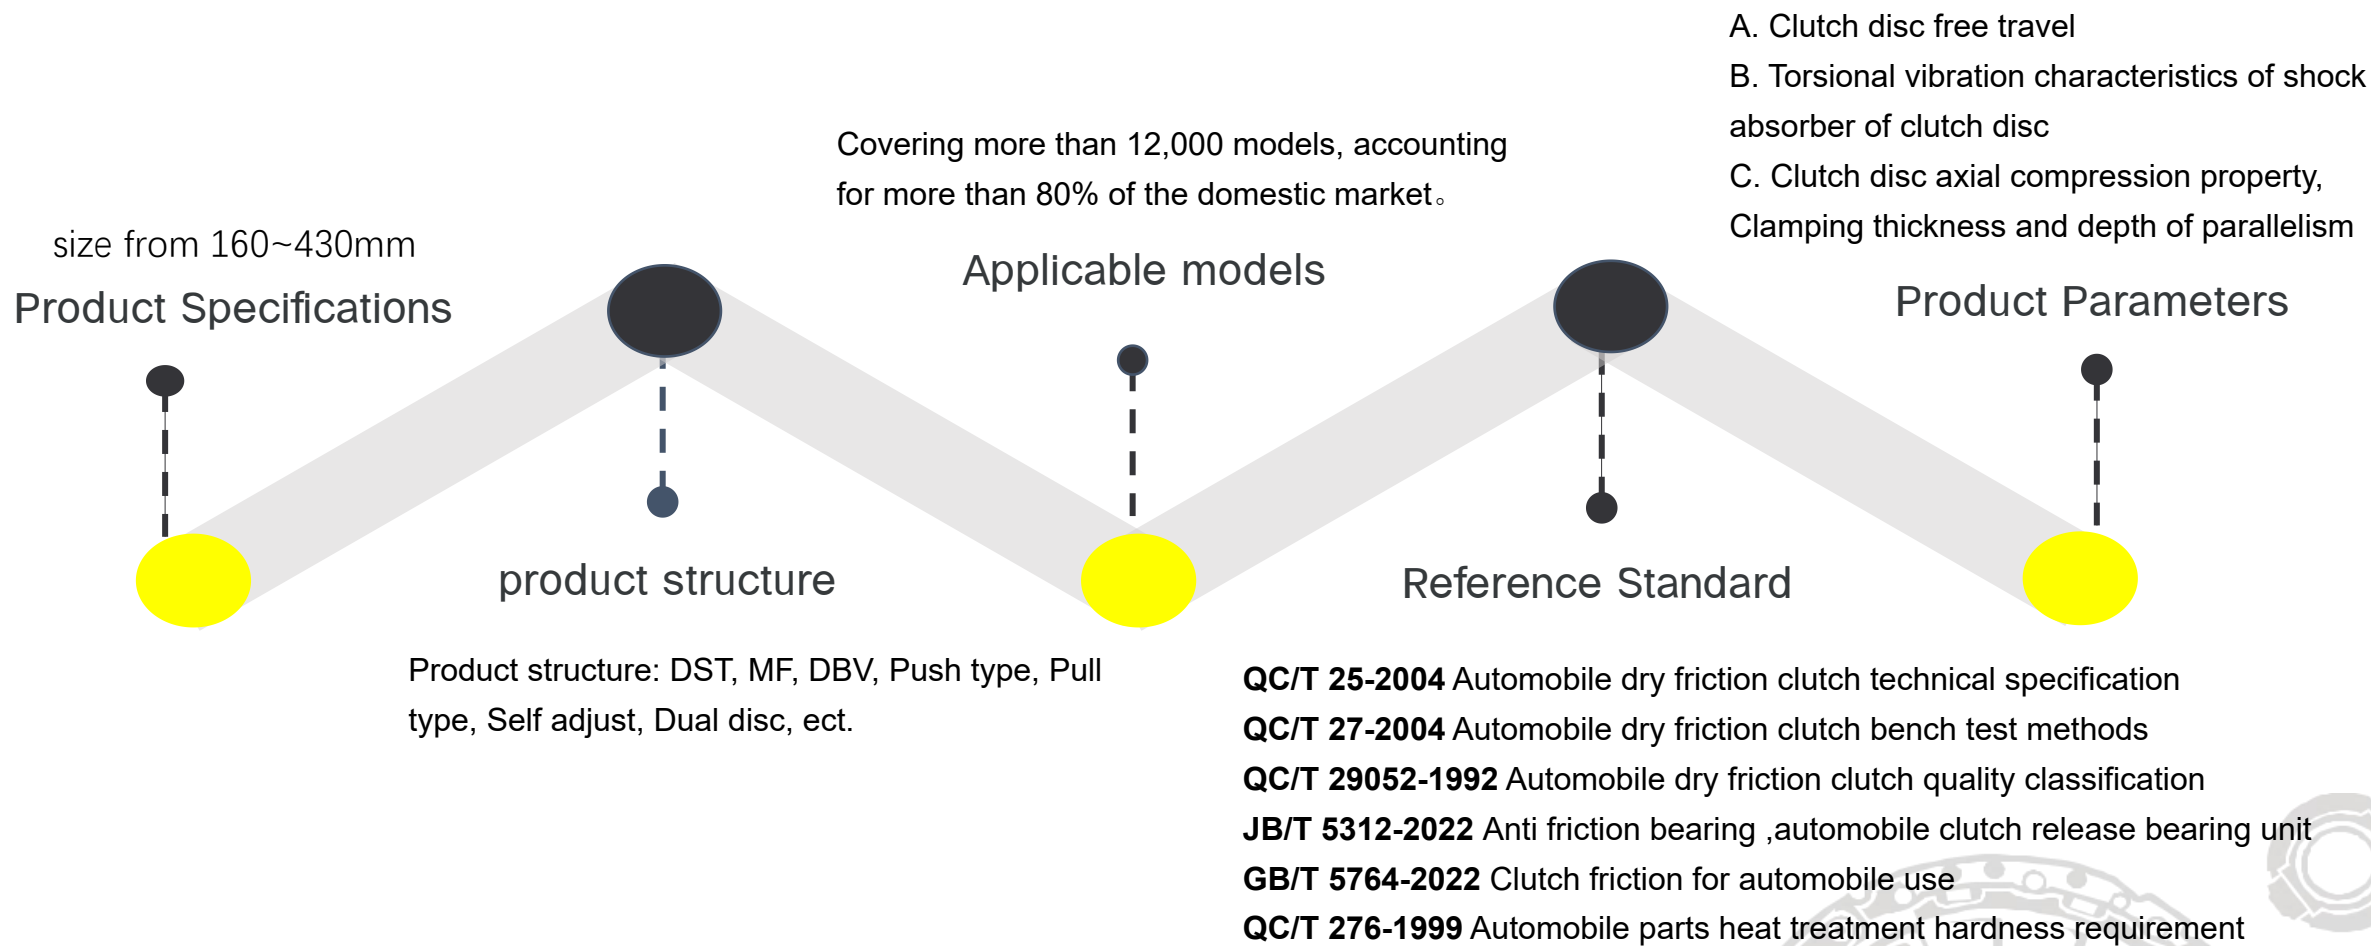 size from 160~430mm
Product Specifications
product structure
Product structure: DST, MF, DBV, Push type, Pull
type, Self adjust, Dual disc, ect.
Covering more than 12,000 models, accounting
for more than 80% of the domestic market。
Applicable models
Reference Standard
QC/T 25-2004 Automobile dry friction clutch technical specification
QC/T 27-2004 Automobile dry friction clutch bench test methods
QC/T 29052-1992 Automobile dry friction clutch quality classification
JB/T 5312-2022 Anti friction bearing ,automobile clutch release bearing unit
GB/T 5764-2022 Clutch friction for automobile use
QC/T 276-1999 Automobile parts heat treatment hardness requirement
A. Clutch disc free travel
B. Torsional vibration characteristics of shock
absorber of clutch disc
C. Clutch disc axial compression property,
Clamping thickness and depth of parallelism
Product Parameters